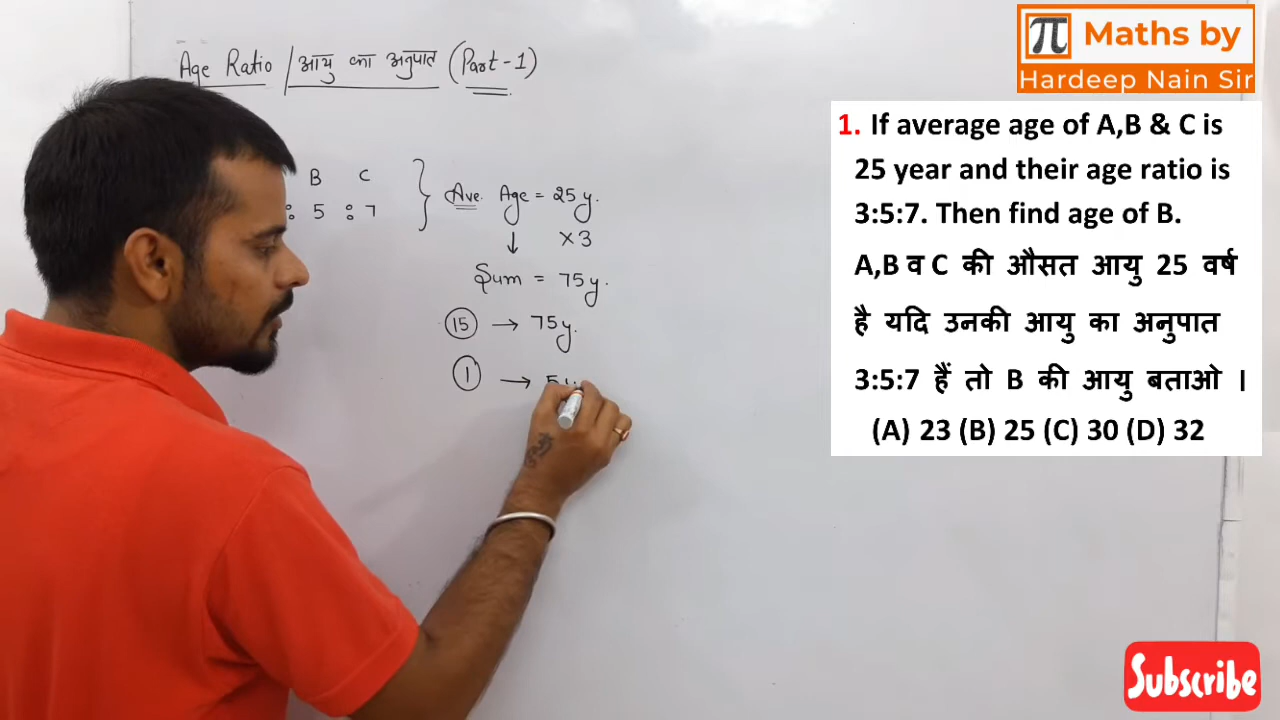 Age Ratio / आयु का अनुपात (Part-1)
B C
: 5 : 7
Ave. Age = 25 y.
↓ ×3
Sum = 75 y.
15 → 75 y.
1 → 5 y
π Maths by
Hardeep Nain Sir
1. If average age of A,B & C is
25 year and their age ratio is
3:5:7. Then find age of B.
A,B व C की औसत आयु 25 वर्ष
है यदि उनकी आयु का अनुपात
3:5:7 हैं तो B की आयु बताओ ।
(A) 23 (B) 25 (C) 30 (D) 32
Subscribe